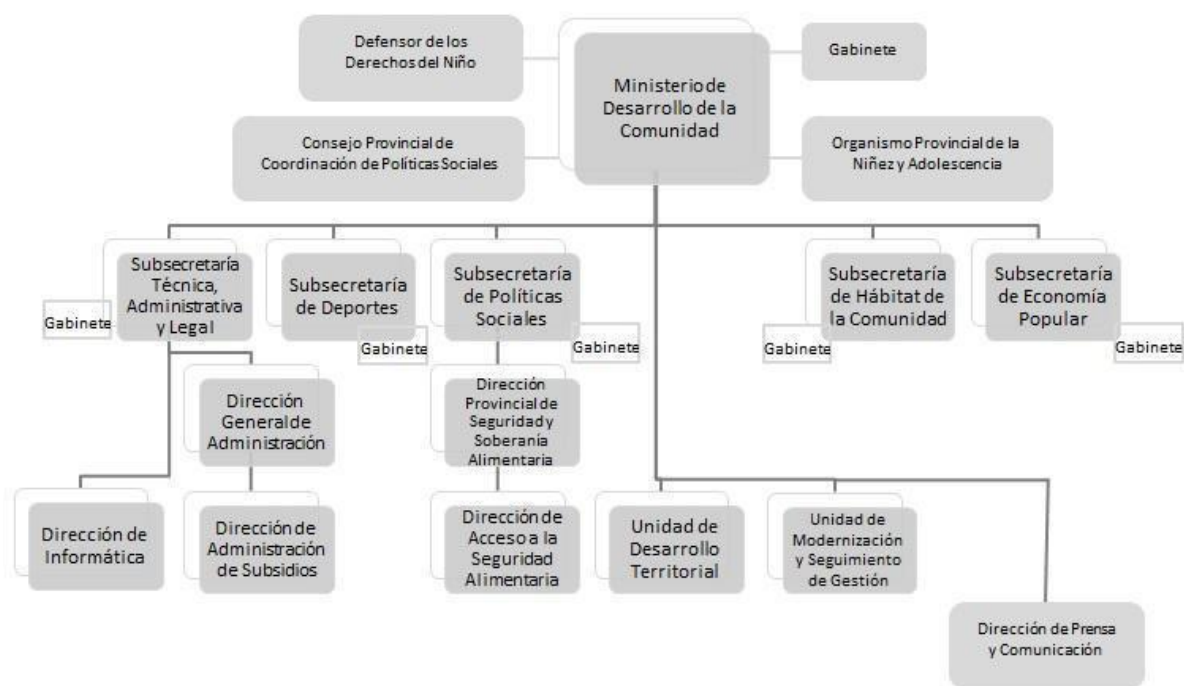 Defensor de los
Derechos del Niño
Ministerio de
Desarrollo de la
Comunidad
Gabinete
Consejo Provincial de
Coordinación de Políticas Sociales
Organismo Provincial de la
Niñez y Adolescencia
Subsecretaría
Técnica,
Administrativa
y Legal
Gabinete
Subsecretaría
de Deportes
Gabinete
Subsecretaría
de Políticas
Sociales
Gabinete
Subsecretaría
de Hábitat de
la Comunidad
Gabinete
Subsecretaría
de Economía
Popular
Gabinete
Dirección
General de
Administración
Dirección
Provincial de
Seguridad y
Soberanía
Alimentaria
Dirección de
Informática
Dirección de
Administración
de Subsidios
Dirección de
Acceso a la
Seguridad
Alimentaria
Unidad de
Desarrollo
Territorial
Unidad de
Modernización
y Seguimiento
de Gestión
Dirección de Prensa
y Comunicación